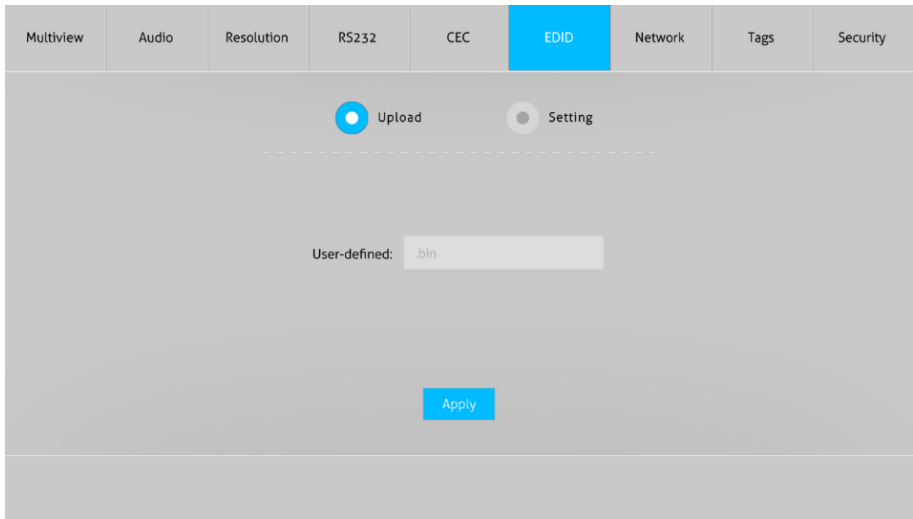 Multiview Audio Resolution RS232 CEC EDID Network Tags Security
Upload Setting
User-defined: .bin
Apply